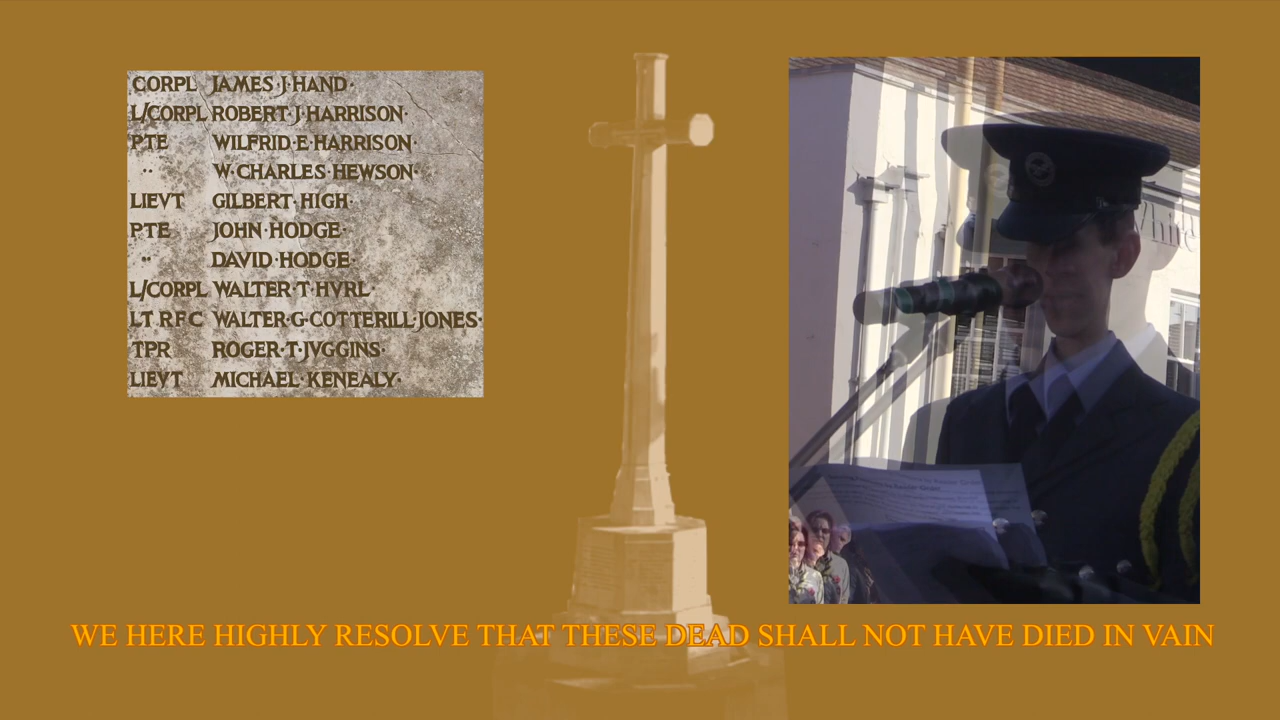 CORPL JAMES·J·HAND·
L/CORPL ROBERT·J·HARRISON·
PTE WILFRID·E·HARRISON·
·· W·CHARLES·HEWSON·
LIEVT GILBERT·HIGH·
PTE JOHN·HODGE·
·· DAVID·HODGE·
L/CORPL WALTER·T·HVRL·
LT RFC WALTER·G·COTTERILL·JONES·
TPR ROGER·T·JVGGINS·
LIEVT MICHAEL·KENEALY·
WE HERE HIGHLY RESOLVE THAT THESE DEAD SHALL NOT HAVE DIED IN VAIN